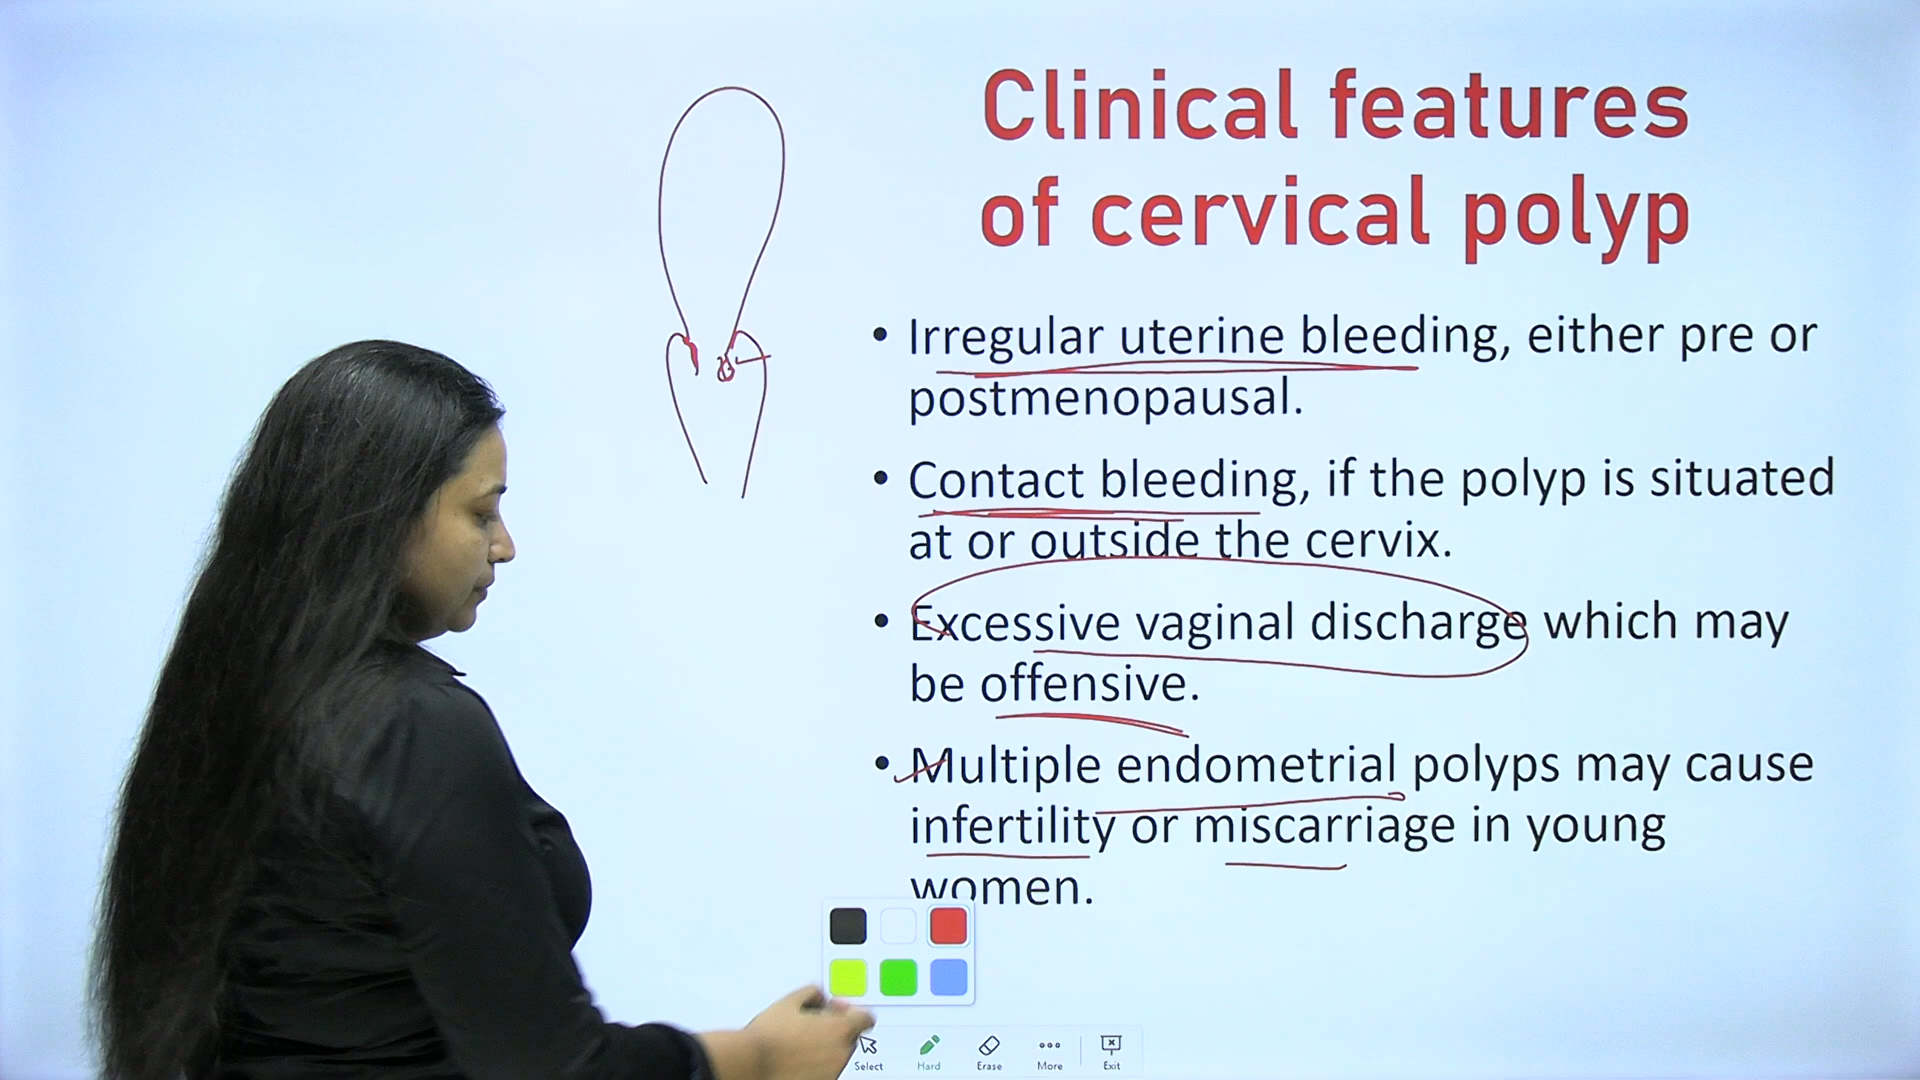 Clinical features
of cervical polyp
• Irregular uterine bleeding, either pre or
postmenopausal.
• Contact bleeding, if the polyp is situated
at or outside the cervix.
• Excessive vaginal discharge which may
be offensive.
• Multiple endometrial polyps may cause
infertility or miscarriage in young
women.
Select Hard Erase More Exit